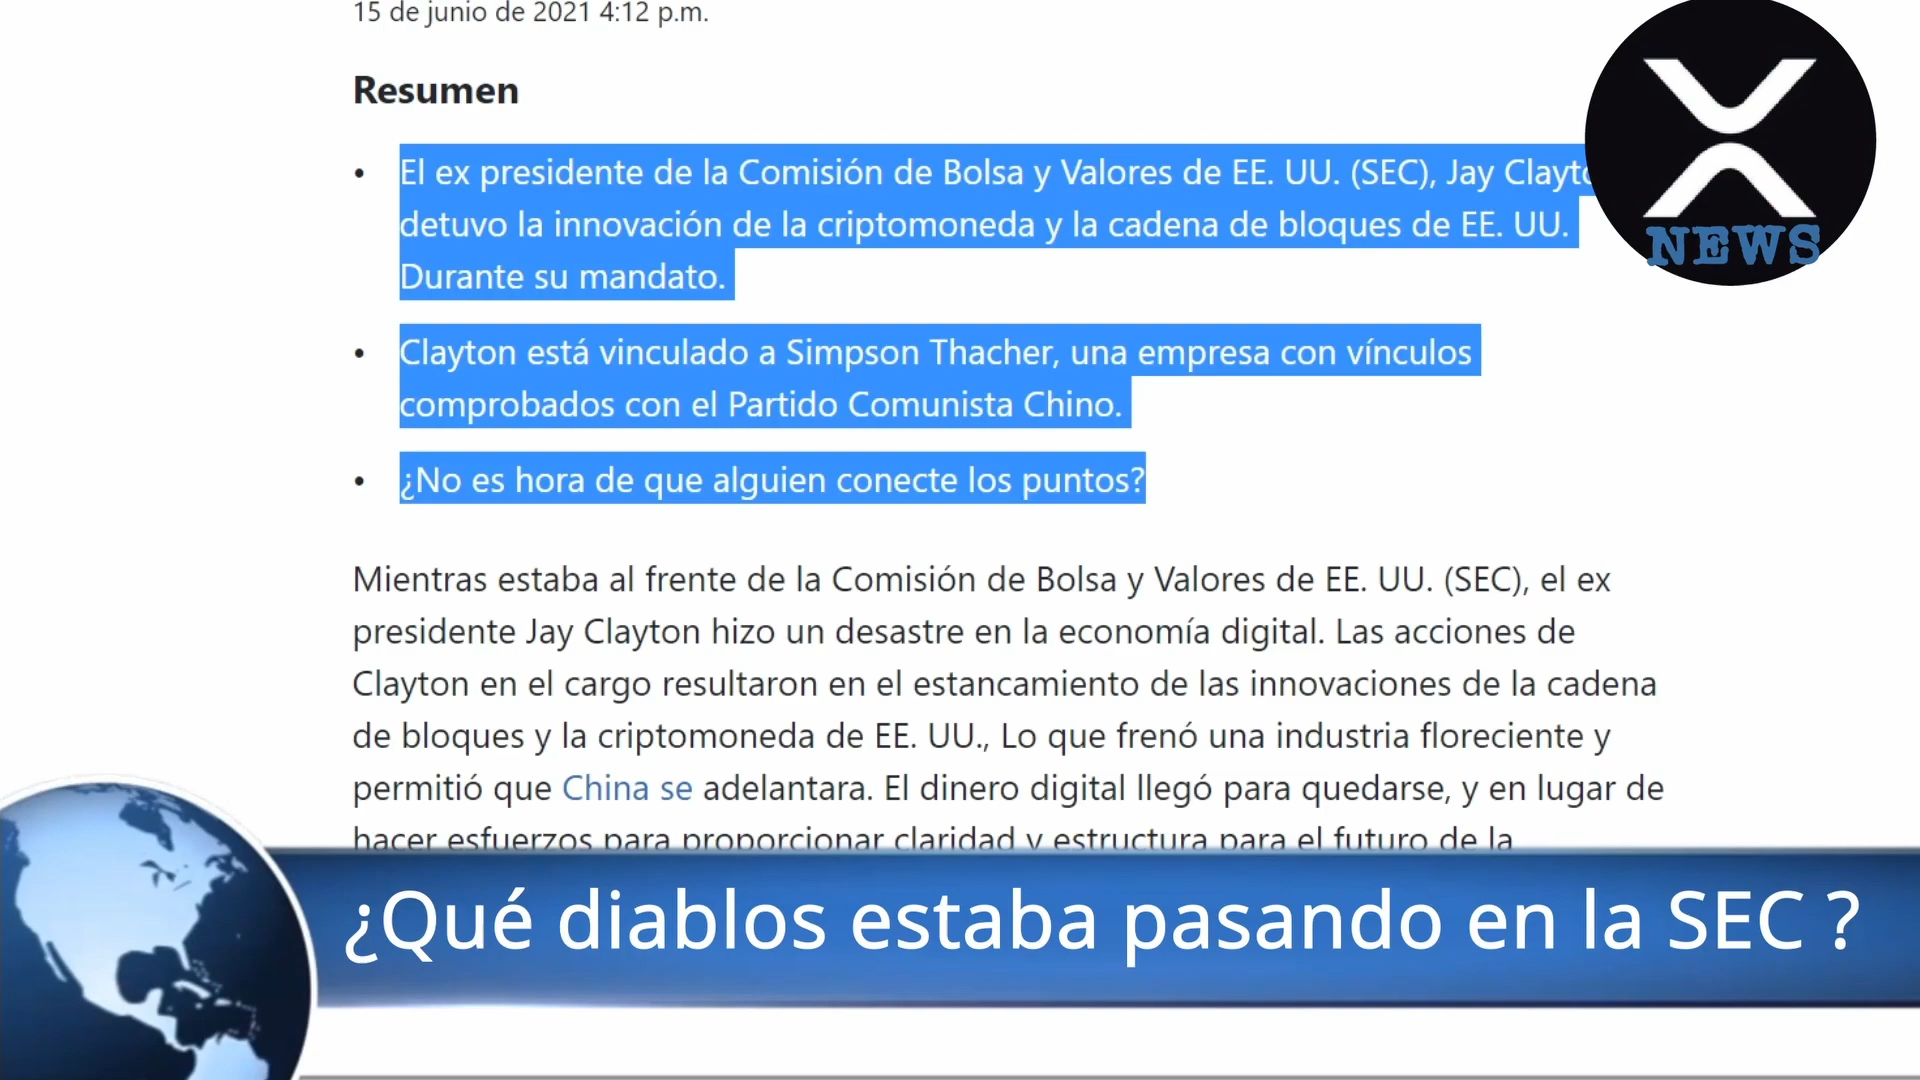 15 de junio de 2021 4:12 p.m.
Resumen
• El ex presidente de la Comisión de Bolsa y Valores de EE. UU. (SEC), Jay
detuvo la innovación de la criptomoneda y la cadena de bloques de EE. UU.
Durante su mandato.
• Clayton está vinculado a Simpson Thacher, una empresa con vínculos
comprobados con el Partido Comunista Chino.
• ¿No es hora de que alguien conecte los puntos?
Mientras estaba al frente de la Comisión de Bolsa y Valores de EE. UU. (SEC), el ex
presidente Jay Clayton hizo un desastre en la economía digital. Las acciones de
Clayton en el cargo resultaron en el estancamiento de las innovaciones de la cadena
de bloques y la criptomoneda de EE. UU., Lo que frenó una industria floreciente y
permitió que China se adelantara. El dinero digital llegó para quedarse, y en lugar de
hacer esfuerzos para proporcionar claridad y estructura para el futuro de la
NEWS
¿Qué diablos estaba pasando en la SEC ?